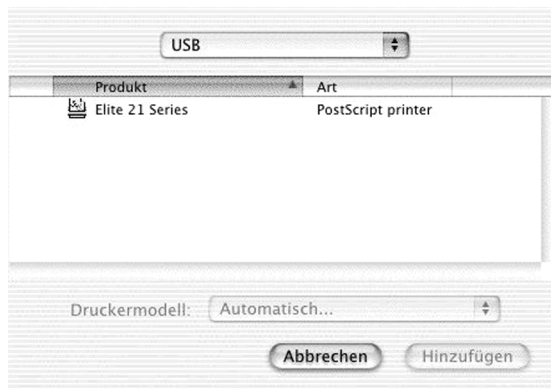 USB
Produkt Art
Elite 21 Series PostScript printer
Druckermodell: Automatisch...
Abbrechen Hinzufügen